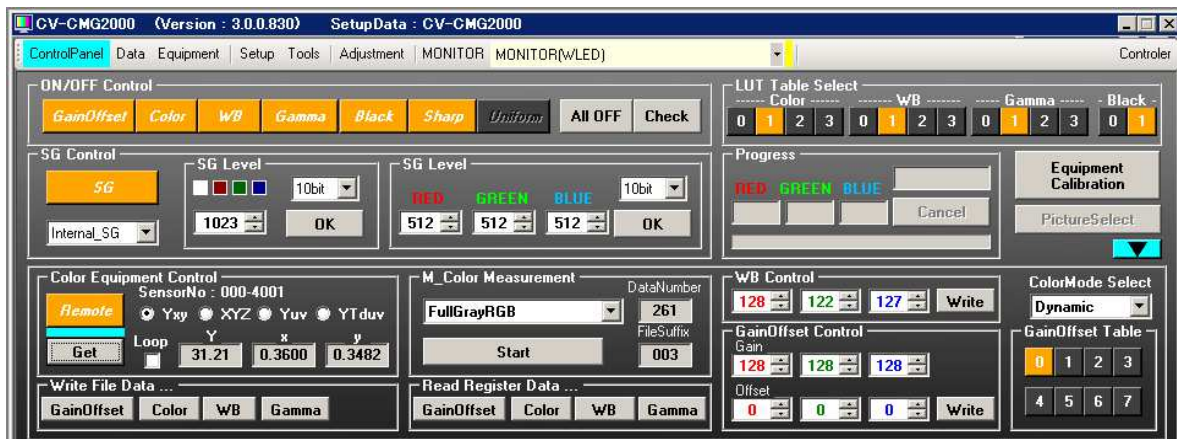 CV-CMG2000 (Version : 3.0.0.830) SetupData : CV-CMG2000
ControlPanel Data Equipment Setup Tools Adjustment MONITOR MONITOR(WLED) Controler
ON/OFF Control
GainOffset Color WB Gamma Black Sharp Uniform All OFF Check
LUT Table Select
------ Color ------ ------- WB ------- ----- Gamma ----- - Black -
0 1 2 3 0 1 2 3 0 1 2 3 0 1
SG Control
SG
Internal_SG
SG Level
10bit
1023 OK
SG Level
RED GREEN BLUE 10bit
512 512 512 OK
Progress
RED GREEN BLUE
Cancel
Equipment
Calibration
PictureSelect
Color Equipment Control
SensorNo : 000-4001
Remote Yxy XYZ Yuv YTduv
Loop Y x y
Get 31.21 0.3600 0.3482
M_Color Measurement
DataNumber
FullGrayRGB 261
FileSuffix
Start 003
WB Control
128 122 127 Write
ColorMode Select
Dynamic
GainOffset Control
Gain
128 128 128
Offset
0 0 0 Write
GainOffset Table
0 1 2 3
4 5 6 7
Write File Data ...
GainOffset Color WB Gamma
Read Register Data ...
GainOffset Color WB Gamma